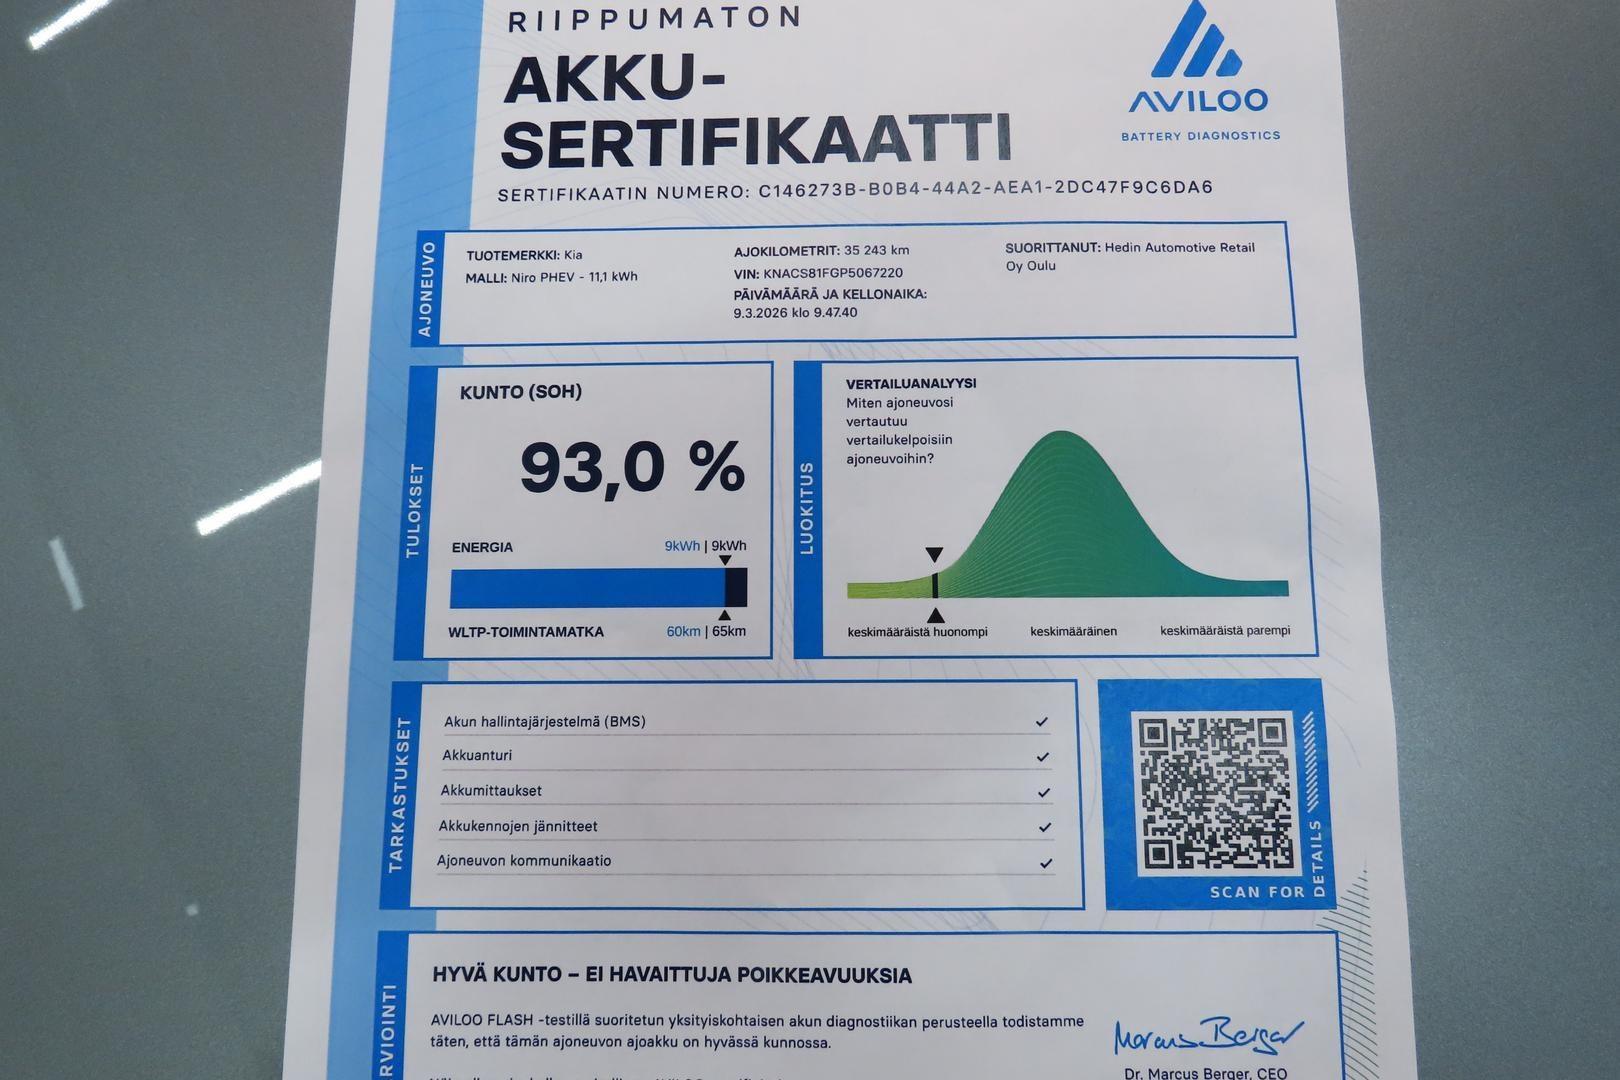 RIIPPUMATON
AKKU-
SERTIFIKAATTI
SERTIFIKAATIN NUMERO: C146273B-B0B4-44A2-AEA1-2DC47F9C6DA6
AVILOO
BATTERY DIAGNOSTICS
AJONEUVO
TUOTEMERKKI: Kia
MALLI: Niro PHEV - 11,1 kWh
AJOKILOMETRIT: 35 243 km
VIN: KNACS81FGP5067220
PÄIVÄMÄÄRÄ JA KELLONAIKA:
9.3.2026 klo 9.47.40
SUORITTANUT: Hedin Automotive Retail
Oy Oulu
TULOKSET
KUNTO (SOH)
93,0 %
ENERGIA 9kWh | 9kWh
WLTP-TOIMINTAMATKA 60km | 65km
LUOKITUS
VERTAILUANALYYSI
Miten ajoneuvosi
vertautuu
vertailukelpoisiin
ajoneuvoihin?
keskimääräistä huonompi keskimääräinen keskimääräistä parempi
TARKASTUKSET
Akun hallintajärjestelmä (BMS)
Akkuanturi
Akkumittaukset
Akkukennojen jännitteet
Ajoneuvon kommunikaatio
SCAN FOR DETAILS
RVIOINTI
HYVÄ KUNTO – EI HAVAITTUJA POIKKEAVUUKSIA
AVILOO FLASH -testillä suoritetun yksityiskohtaisen akun diagnostiikan perusteella todistamme
täten, että tämän ajoneuvon ajoakku on hyvässä kunnossa.
Marcus Berger
Dr. Marcus Berger, CEO